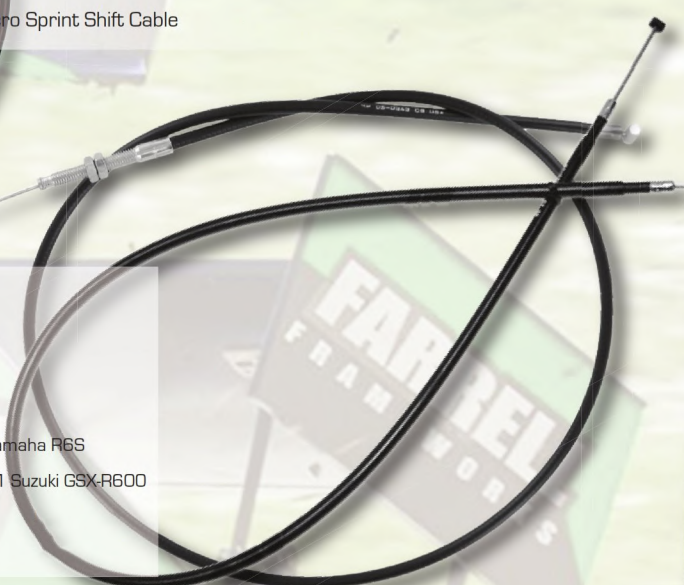 ro Sprint Shift Cable
FARREL
FRAMEWORKS
maha R6S
1 Suzuki GSX-R600